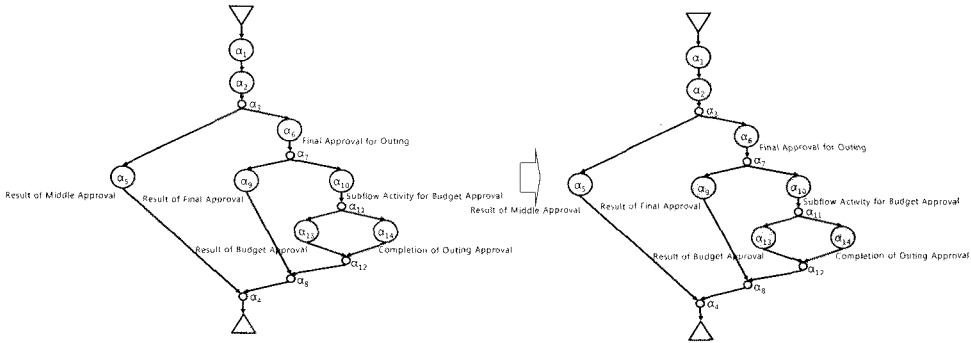 α1
α2
α3
α6
Final Approval for Outing
α7
α5
α9
α10
Result of Middle Approval
Result of Final Approval
Subflow Activity for Budget Approval
α11
α13
α14
Result of Budget Approval
Completion of Outing Approval
α12
α8
α4
α1
α2
α3
α6
Final Approval for Outing
α7
α5
α9
α10
Result of Middle Approval
Result of Final Approval
Subflow Activity for Budget Approval
α11
α13
α14
Result of Budget Approval
Completion of Outing Approval
α12
α8
α4